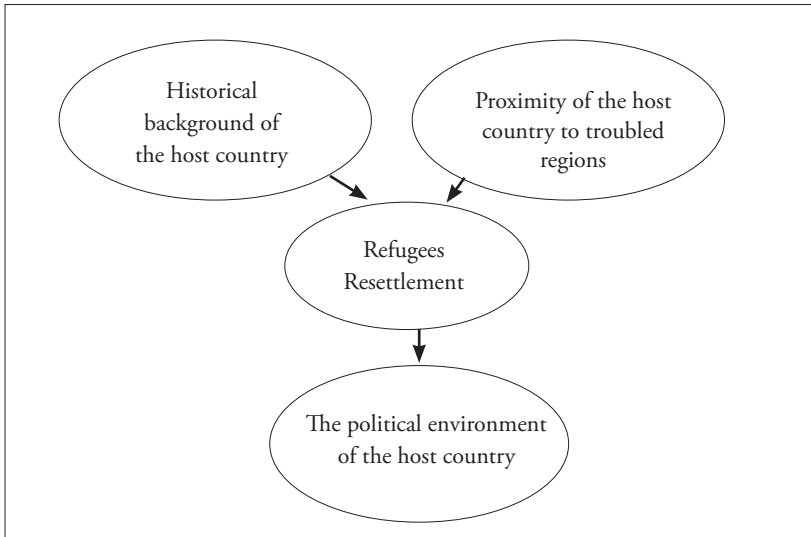 Historical
background of
the host country
Proximity of the host
country to troubled
regions
Refugees
Resettlement
The political environment
of the host country